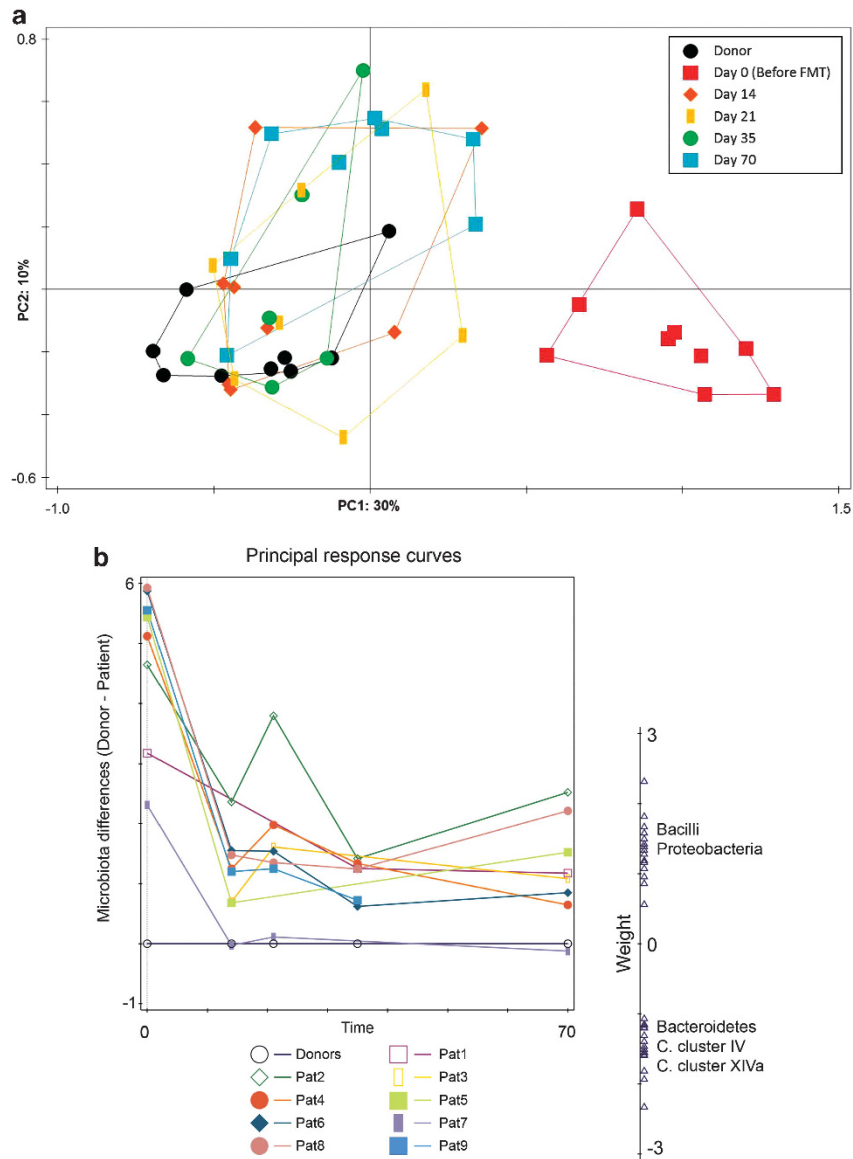 a
0.8
Donor
Day 0 (Before FMT)
Day 14
Day 21
Day 35
Day 70
PC2: 10%
-0.6
-1.0
PC1: 30%
1.5
b
Principal response curves
6
Microbiota differences (Donor - Patient)
-1
0
Time
70
3
Bacilli
Proteobacteria
Weight
0
Bacteroidetes
C. cluster IV
C. cluster XIVa
-3
Donors
Pat1
Pat2
Pat3
Pat4
Pat5
Pat6
Pat7
Pat8
Pat9